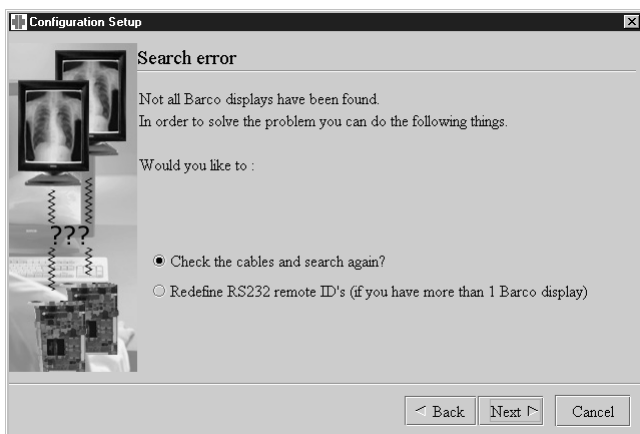 Configuration Setup
Search error
Not all Barco displays have been found.
In order to solve the problem you can do the following things.
Would you like to :
???
Check the cables and search again?
Redefine RS232 remote ID's (if you have more than 1 Barco display)
Back Next Cancel